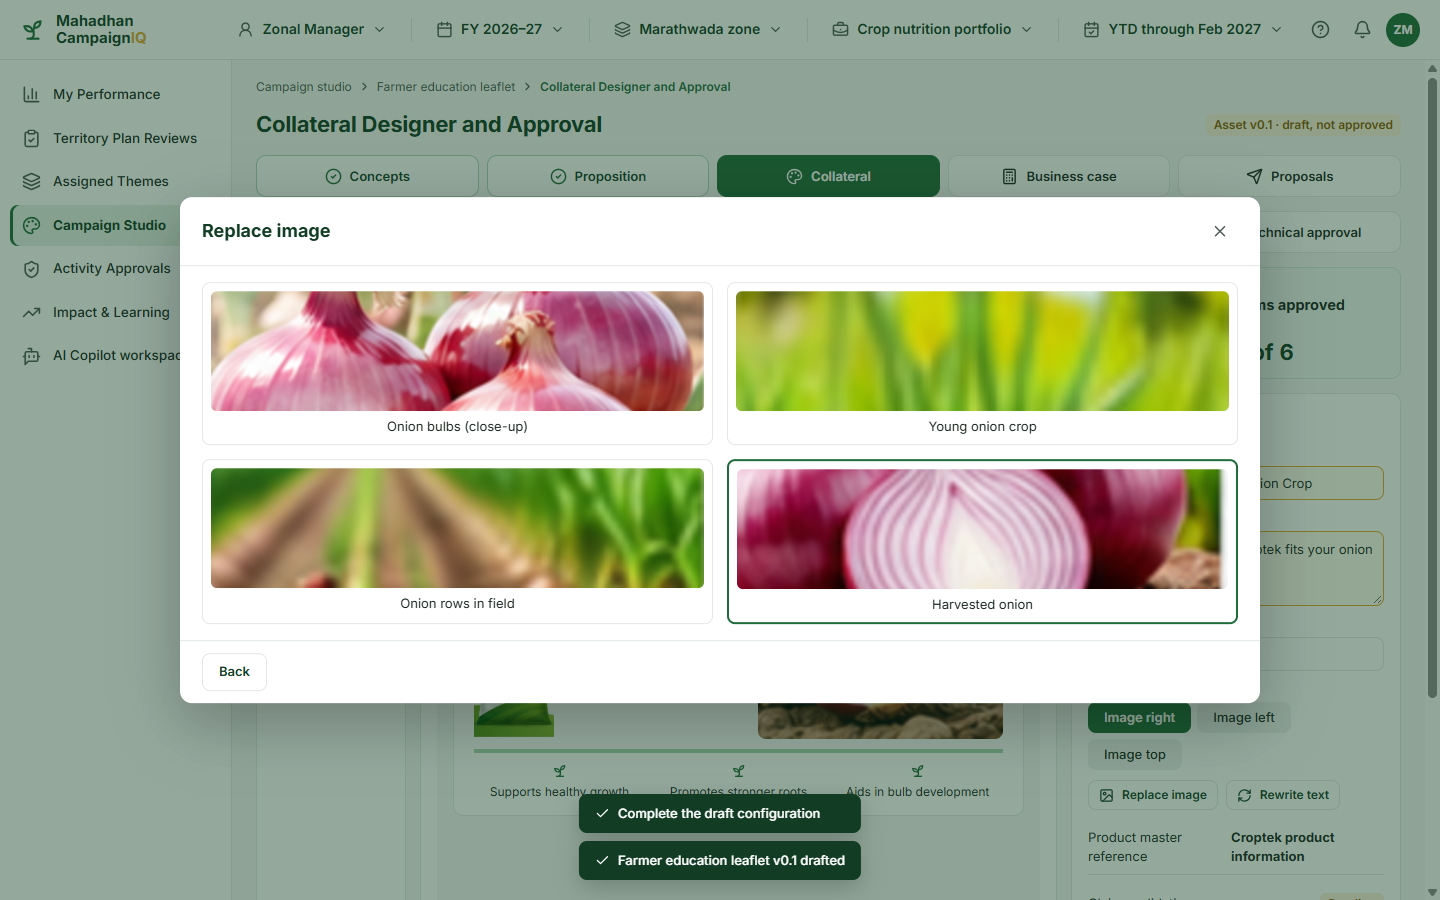 Mahadhan
CampaignIQ
Zonal Manager
FY 2026–27
Marathwada zone
Crop nutrition portfolio
YTD through Feb 2027
ZM
My Performance
Territory Plan Reviews
Assigned Themes
Campaign Studio
Activity Approvals
Impact & Learning
AI Copilot workspac
Campaign studio > Farmer education leaflet > Collateral Designer and Approval
Collateral Designer and Approval
Asset v0.1 · draft, not approved
Concepts
Proposition
Collateral
Business case
Proposals
chnical approval
approved
of 6
Replace image
Onion bulbs (close-up)
Young onion crop
Onion rows in field
Harvested onion
Back
ion Crop
ptek fits your onion
Image right
Image left
Image top
Replace image
Rewrite text
Product master
reference
Croptek product
information
Supports healthy growth
Promotes stronger roots
Aids in bulb development
Complete the draft configuration
Farmer education leaflet v0.1 drafted